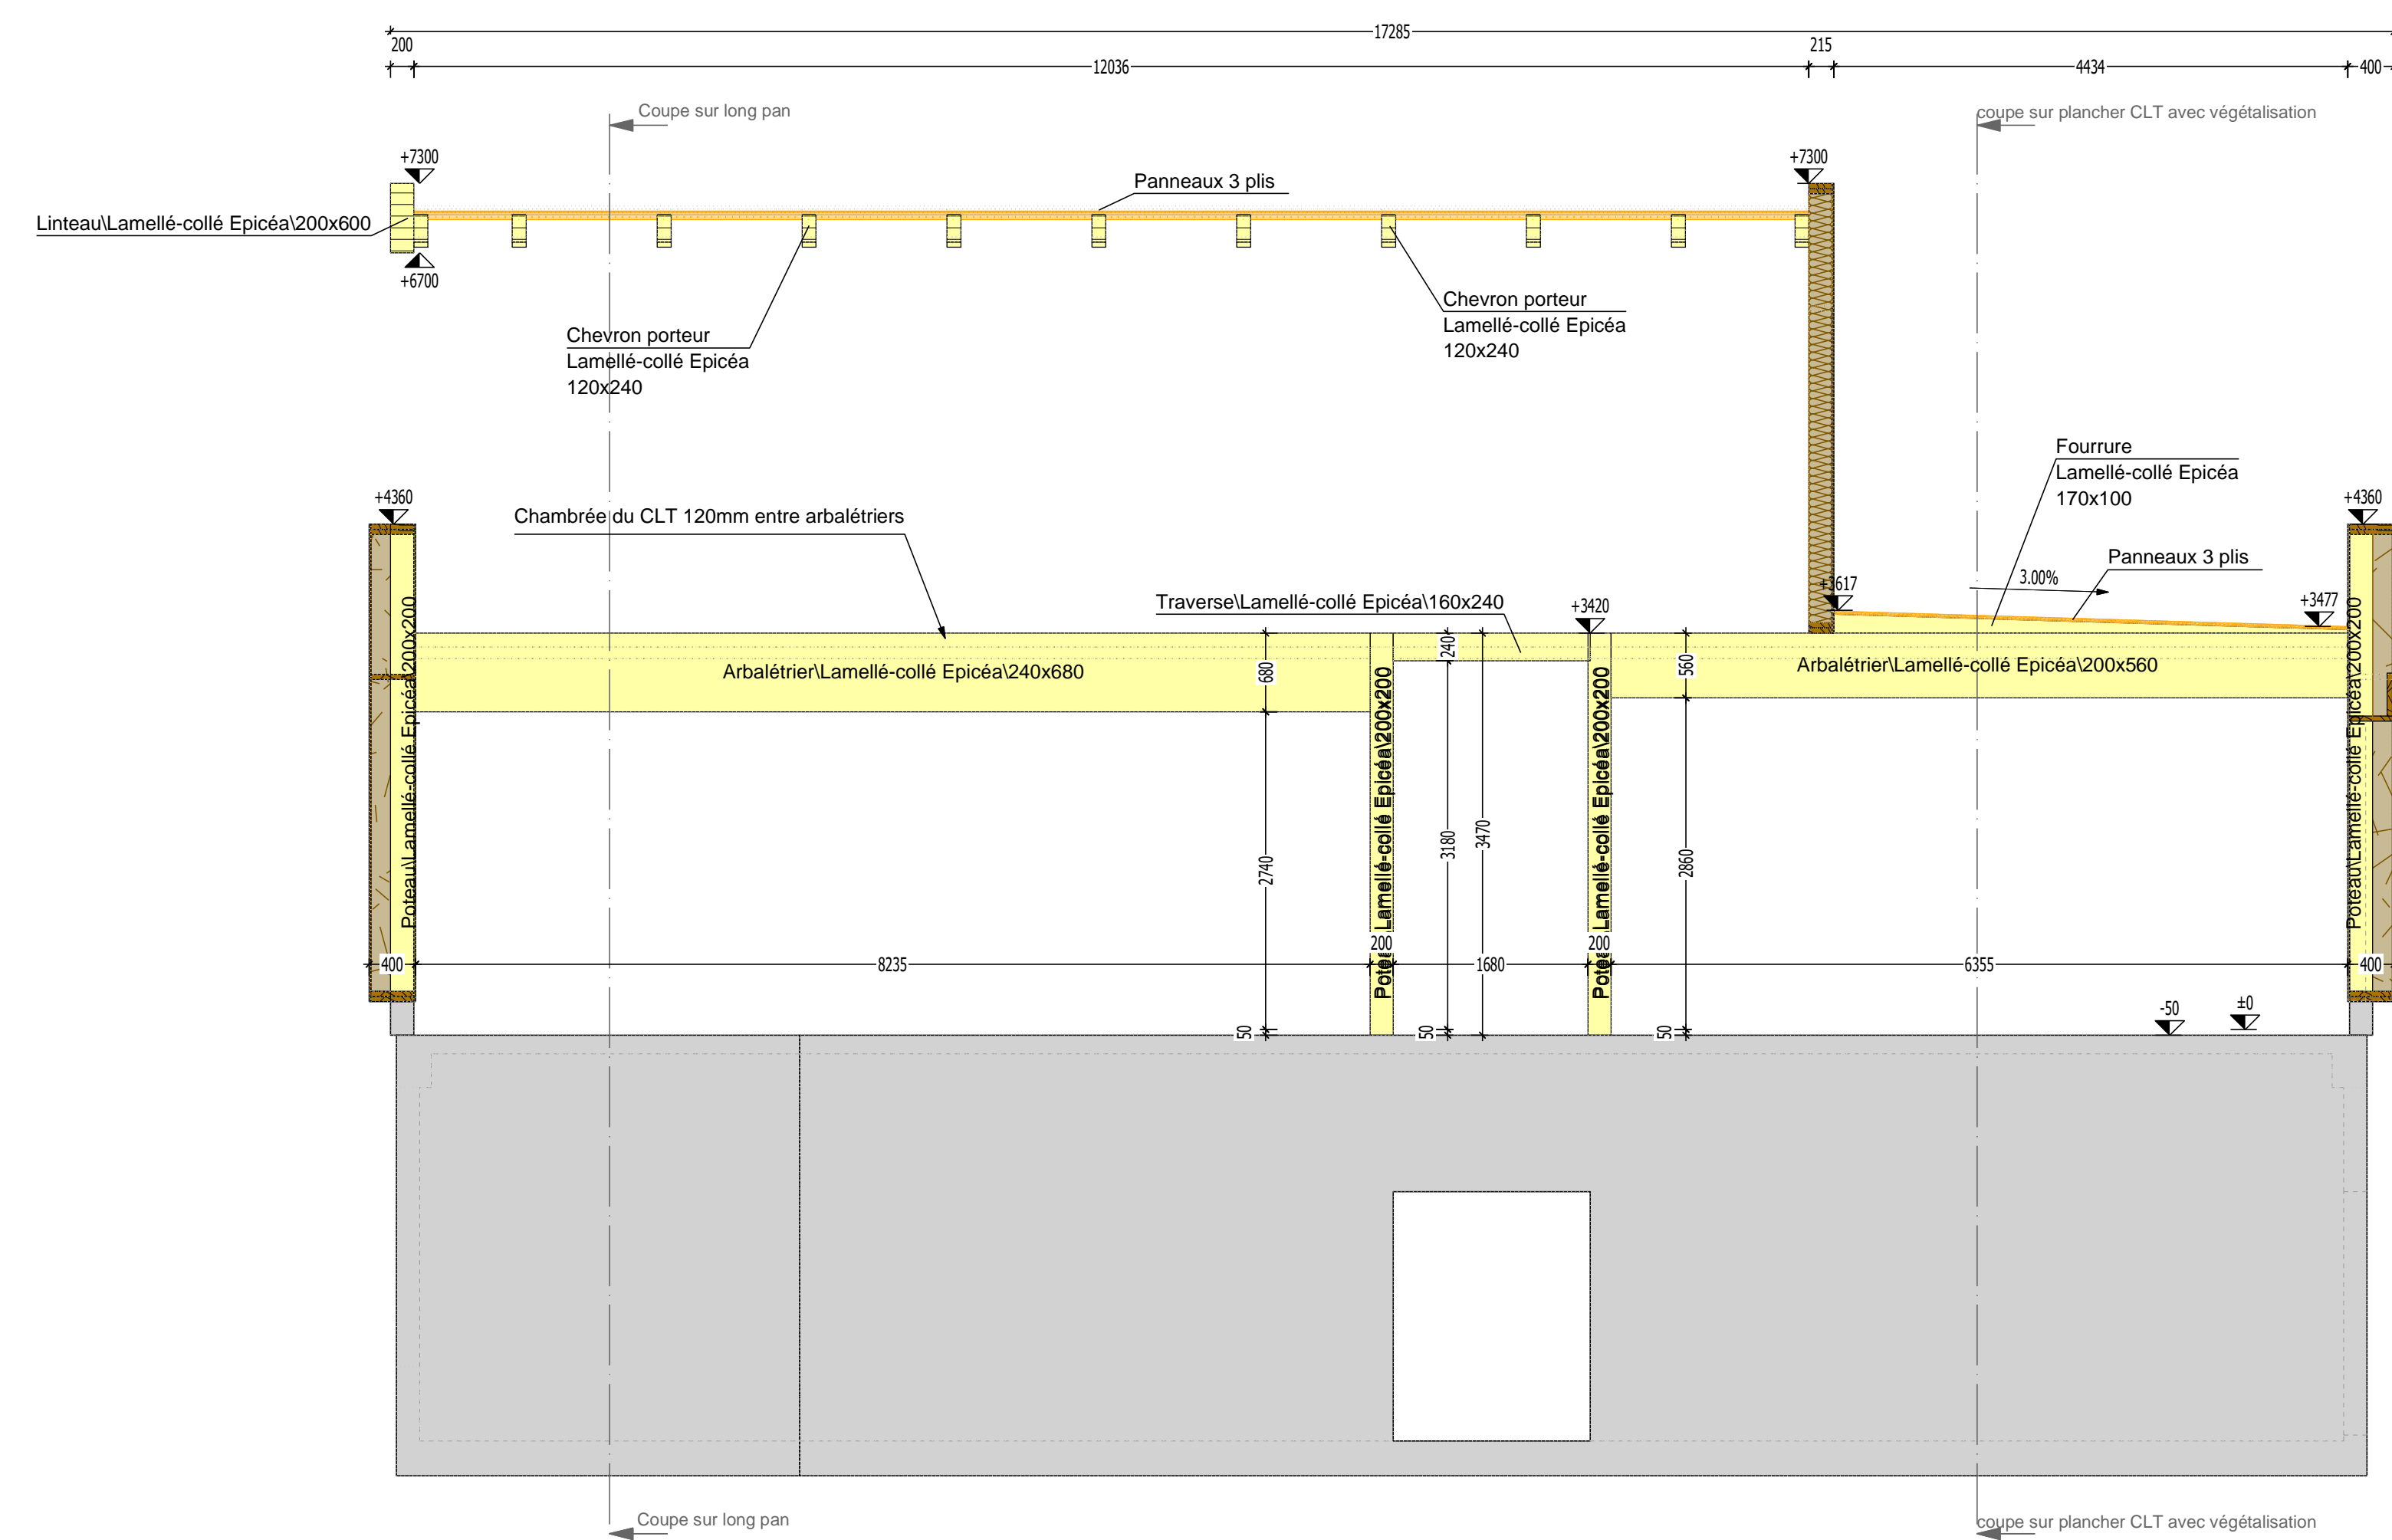 17285
200
215
12036
4434
400
Coupe sur long pan
coupe sur plancher CLT avec végétalisation
+7300
+7300
Panneaux 3 plis
Linteau\Lamellé-collé Epicéa\200x600
+6700
Chevron porteur
Lamellé-collé Epicéa
120x240
Chevron porteur
Lamellé-collé Epicéa
120x240
Fourrure
Lamellé-collé Epicéa
170x100
+4360
+4360
Chambrée du CLT 120mm entre arbalétriers
Panneaux 3 plis
3.00%
+3617
+3477
Traverse\Lamellé-collé Epicéa\160x240
+3420
240
680
560
Arbalétrier\Lamellé-collé Epicéa\240x680
Arbalétrier\Lamellé-collé Epicéa\200x560
Poteau\Lamellé-collé Epicéa\200x200
Poteau\Lamellé-collé Epicéa\200x200
Lamellé-collé Epicéa\200x200
Lamellé-collé Epicéa\200x200
2740
3180
3470
2860
400
8235
200
1680
200
6355
400
50
50
50
-50
±0
Coupe sur long pan
coupe sur plancher CLT avec végétalisation